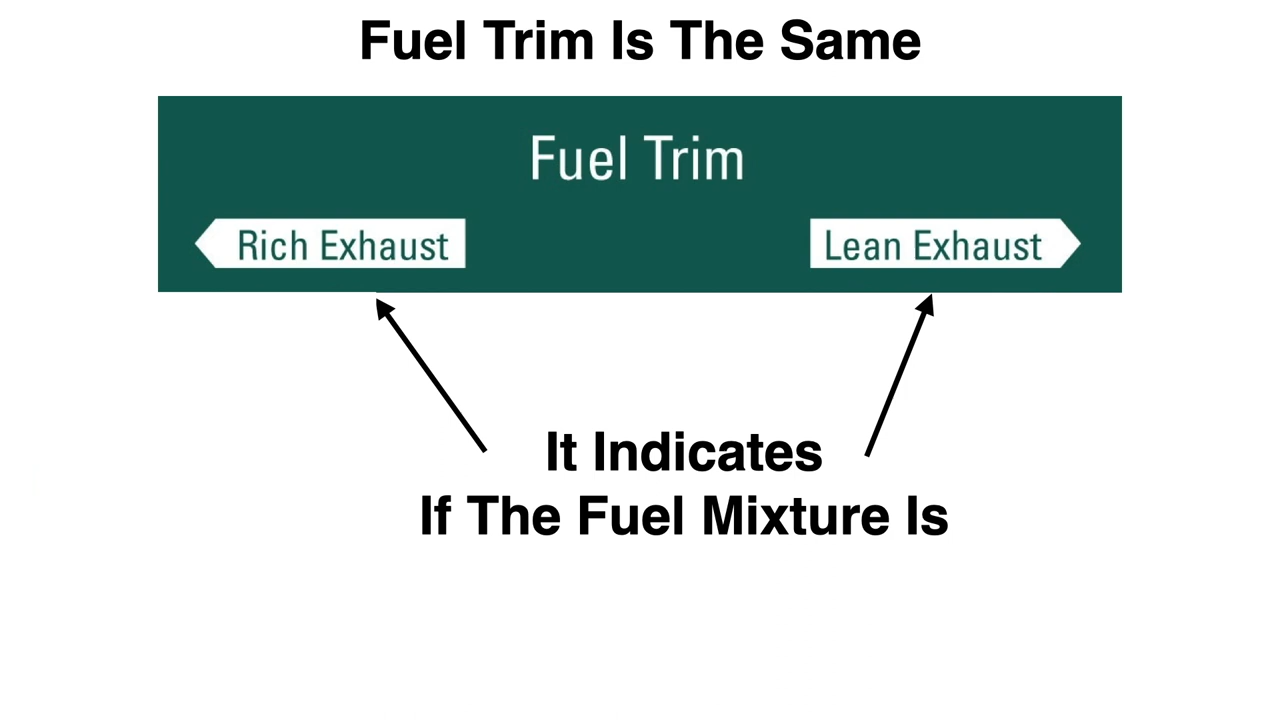 Fuel Trim Is The Same
Fuel Trim
Rich Exhaust
Lean Exhaust
It Indicates
If The Fuel Mixture Is